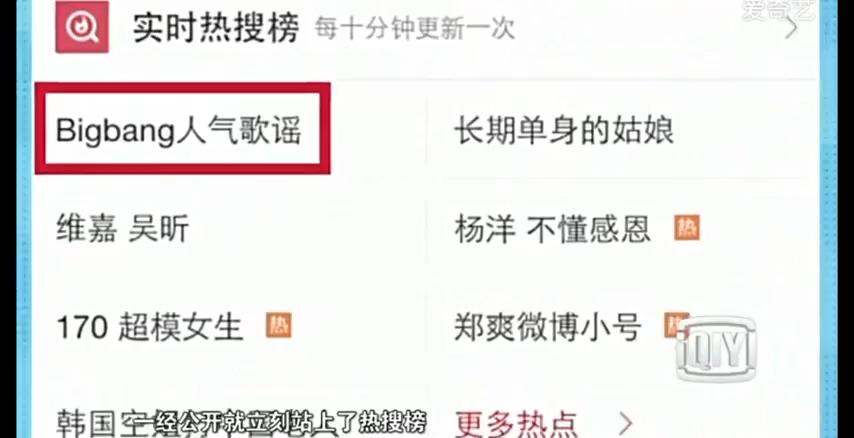 爱奇艺
实时热搜榜 每十分钟更新一次
Bigbang人气歌谣 长期单身的姑娘
维嘉 吴昕 杨洋 不懂感恩 热
170 超模女生 热 郑爽微博小号 热
iQIYI
韩国空姐
一经公开就立刻站上了热搜榜
更多热点